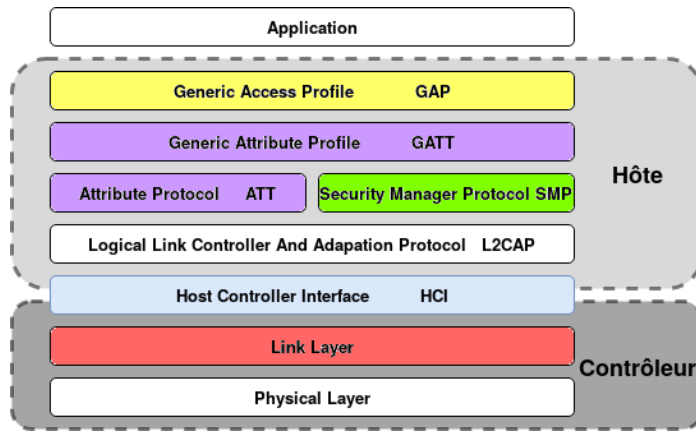 Application
Generic Access Profile GAP
Generic Attribute Profile GATT
Hôte
Attribute Protocol ATT
Security Manager Protocol SMP
Logical Link Controller And Adapation Protocol L2CAP
Host Controller Interface HCI
Link Layer
Contrôleur
Physical Layer